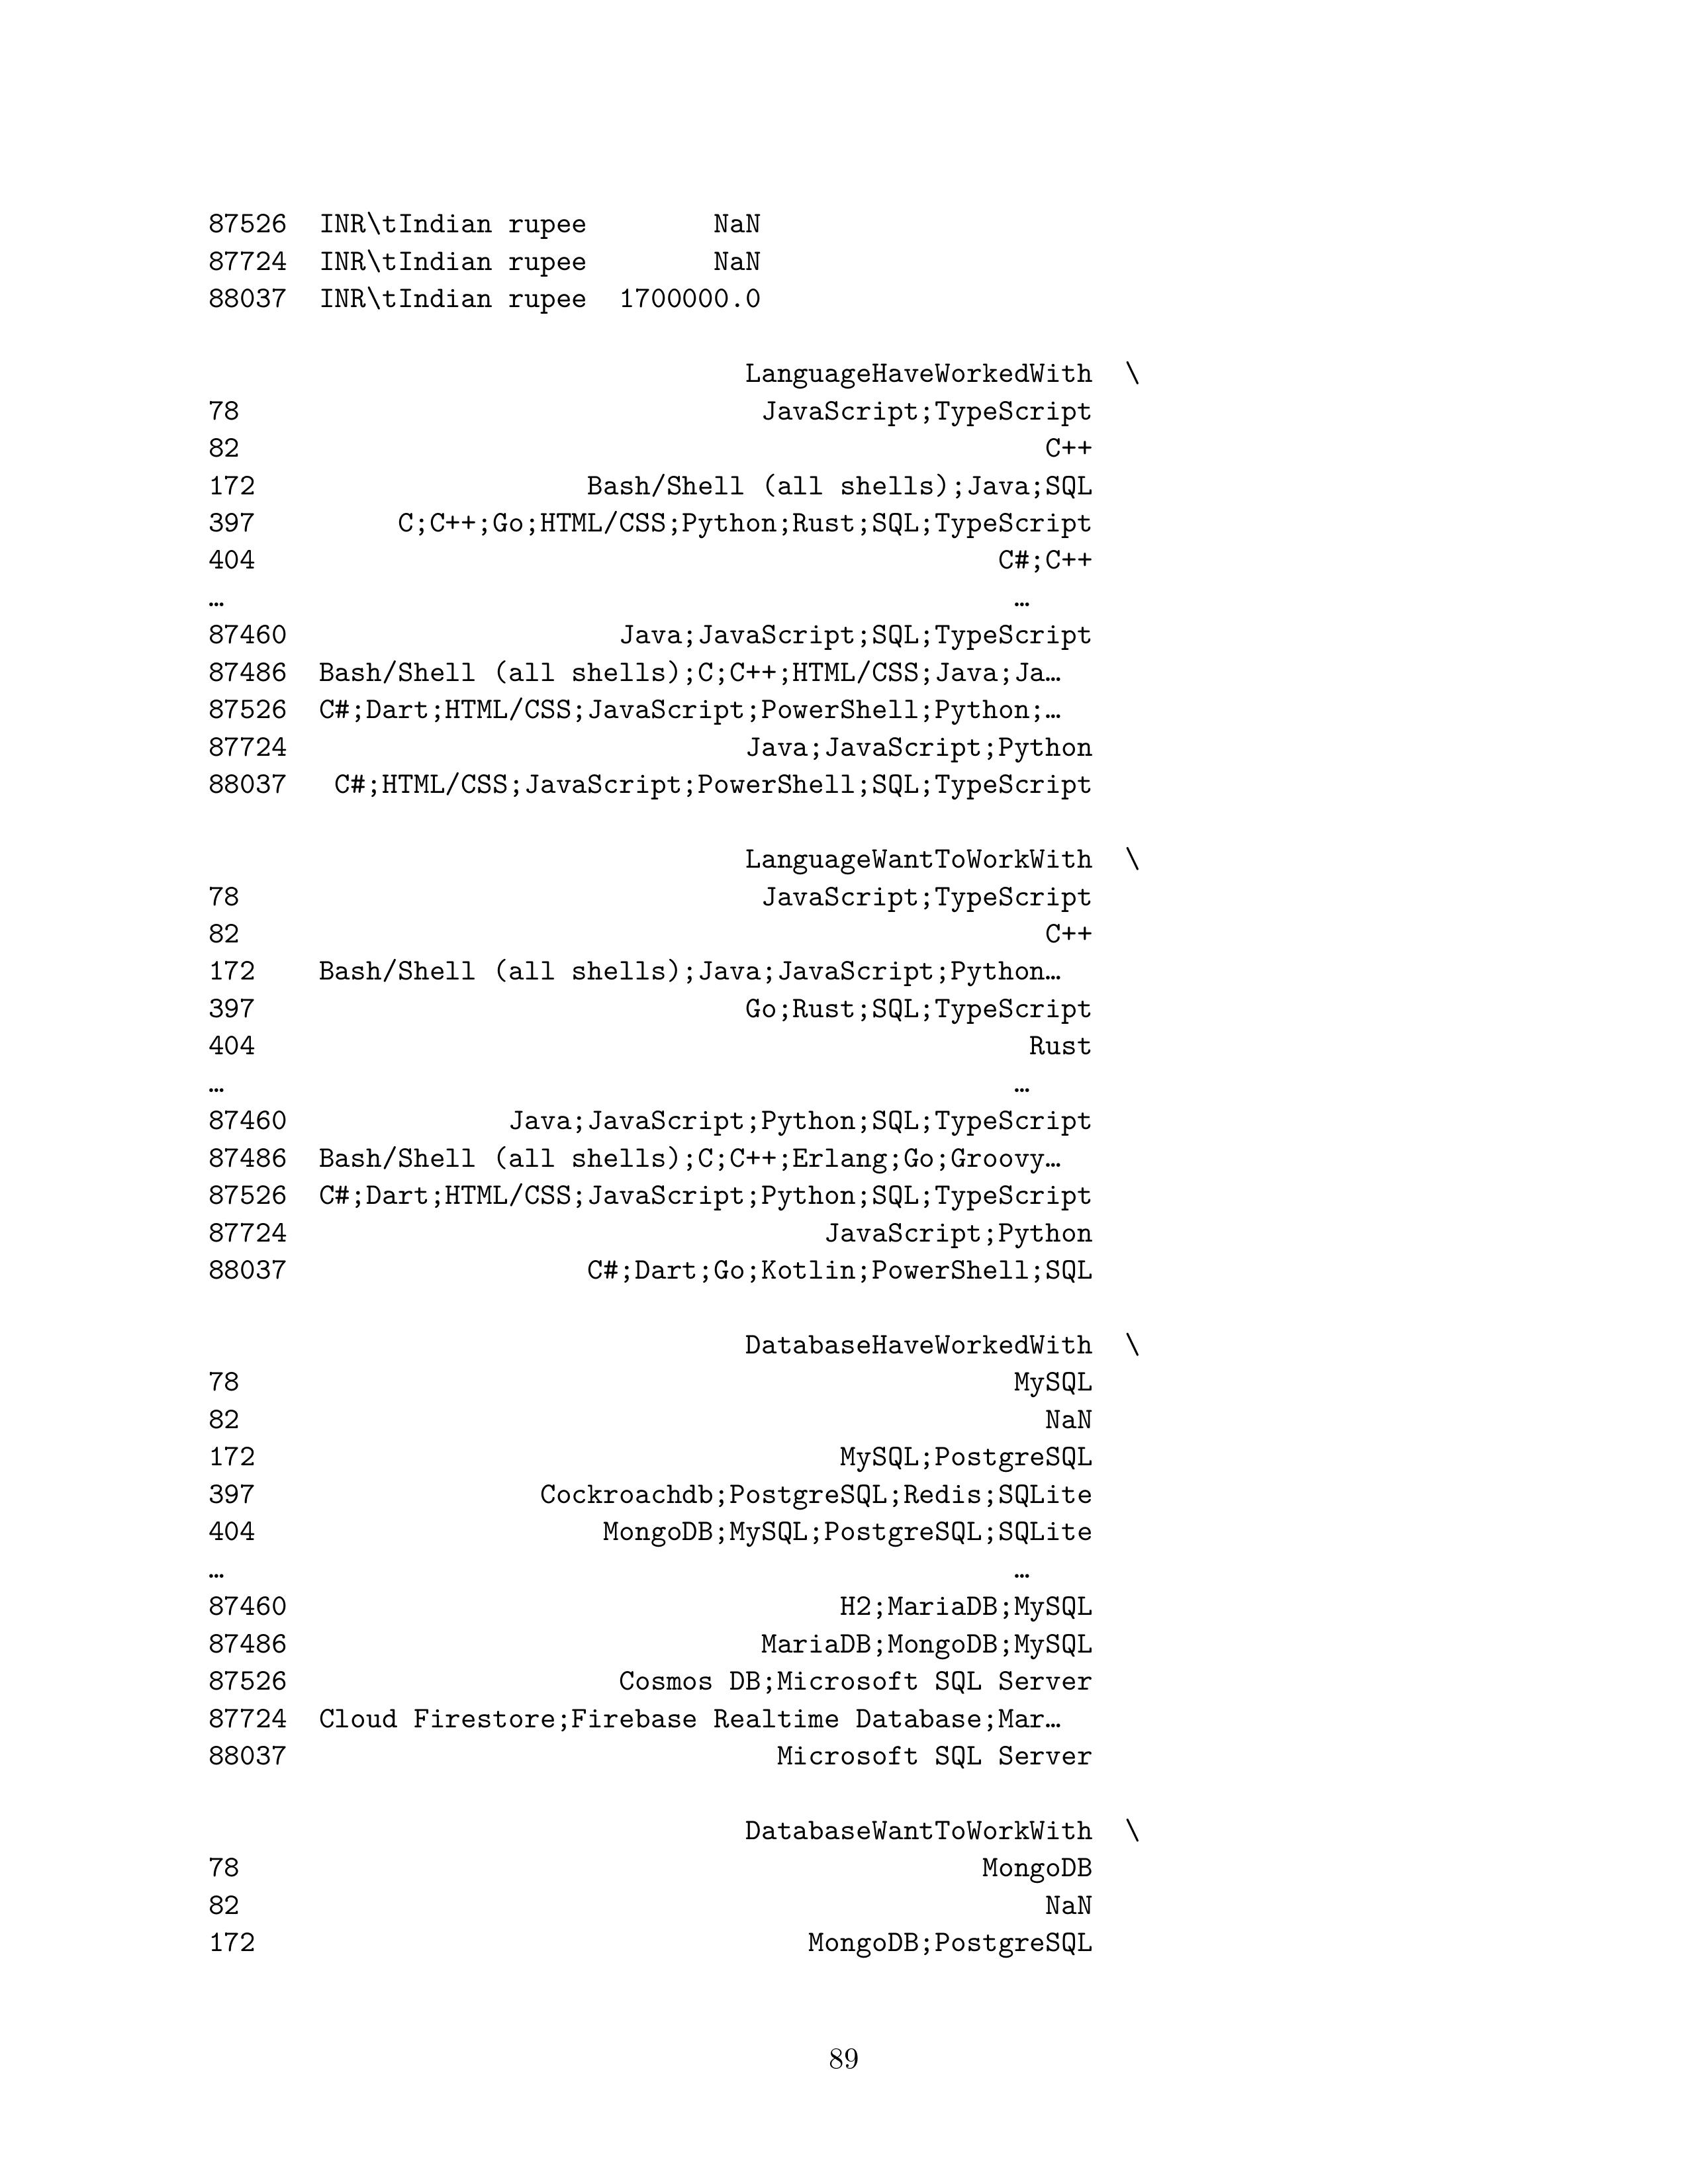 87526  INR\tIndian rupee        NaN
87724  INR\tIndian rupee        NaN
88037  INR\tIndian rupee  1700000.0
LanguageHaveWorkedWith  \
78  JavaScript;TypeScript
82  C++
172  Bash/Shell (all shells);Java;SQL
397  C;C++;Go;HTML/CSS;Python;Rust;SQL;TypeScript
404  C#;C++
…  …
87460  Java;JavaScript;SQL;TypeScript
87486  Bash/Shell (all shells);C;C++;HTML/CSS;Java;Ja…
87526  C#;Dart;HTML/CSS;JavaScript;PowerShell;Python;…
87724  Java;JavaScript;Python
88037  C#;HTML/CSS;JavaScript;PowerShell;SQL;TypeScript
LanguageWantToWorkWith  \
78  JavaScript;TypeScript
82  C++
172  Bash/Shell (all shells);Java;JavaScript;Python…
397  Go;Rust;SQL;TypeScript
404  Rust
…  …
87460  Java;JavaScript;Python;SQL;TypeScript
87486  Bash/Shell (all shells);C;C++;Erlang;Go;Groovy…
87526  C#;Dart;HTML/CSS;JavaScript;Python;SQL;TypeScript
87724  JavaScript;Python
88037  C#;Dart;Go;Kotlin;PowerShell;SQL
DatabaseHaveWorkedWith  \
78  MySQL
82  NaN
172  MySQL;PostgreSQL
397  Cockroachdb;PostgreSQL;Redis;SQLite
404  MongoDB;MySQL;PostgreSQL;SQLite
…  …
87460  H2;MariaDB;MySQL
87486  MariaDB;MongoDB;MySQL
87526  Cosmos DB;Microsoft SQL Server
87724  Cloud Firestore;Firebase Realtime Database;Mar…
88037  Microsoft SQL Server
DatabaseWantToWorkWith  \
78  MongoDB
82  NaN
172  MongoDB;PostgreSQL
89